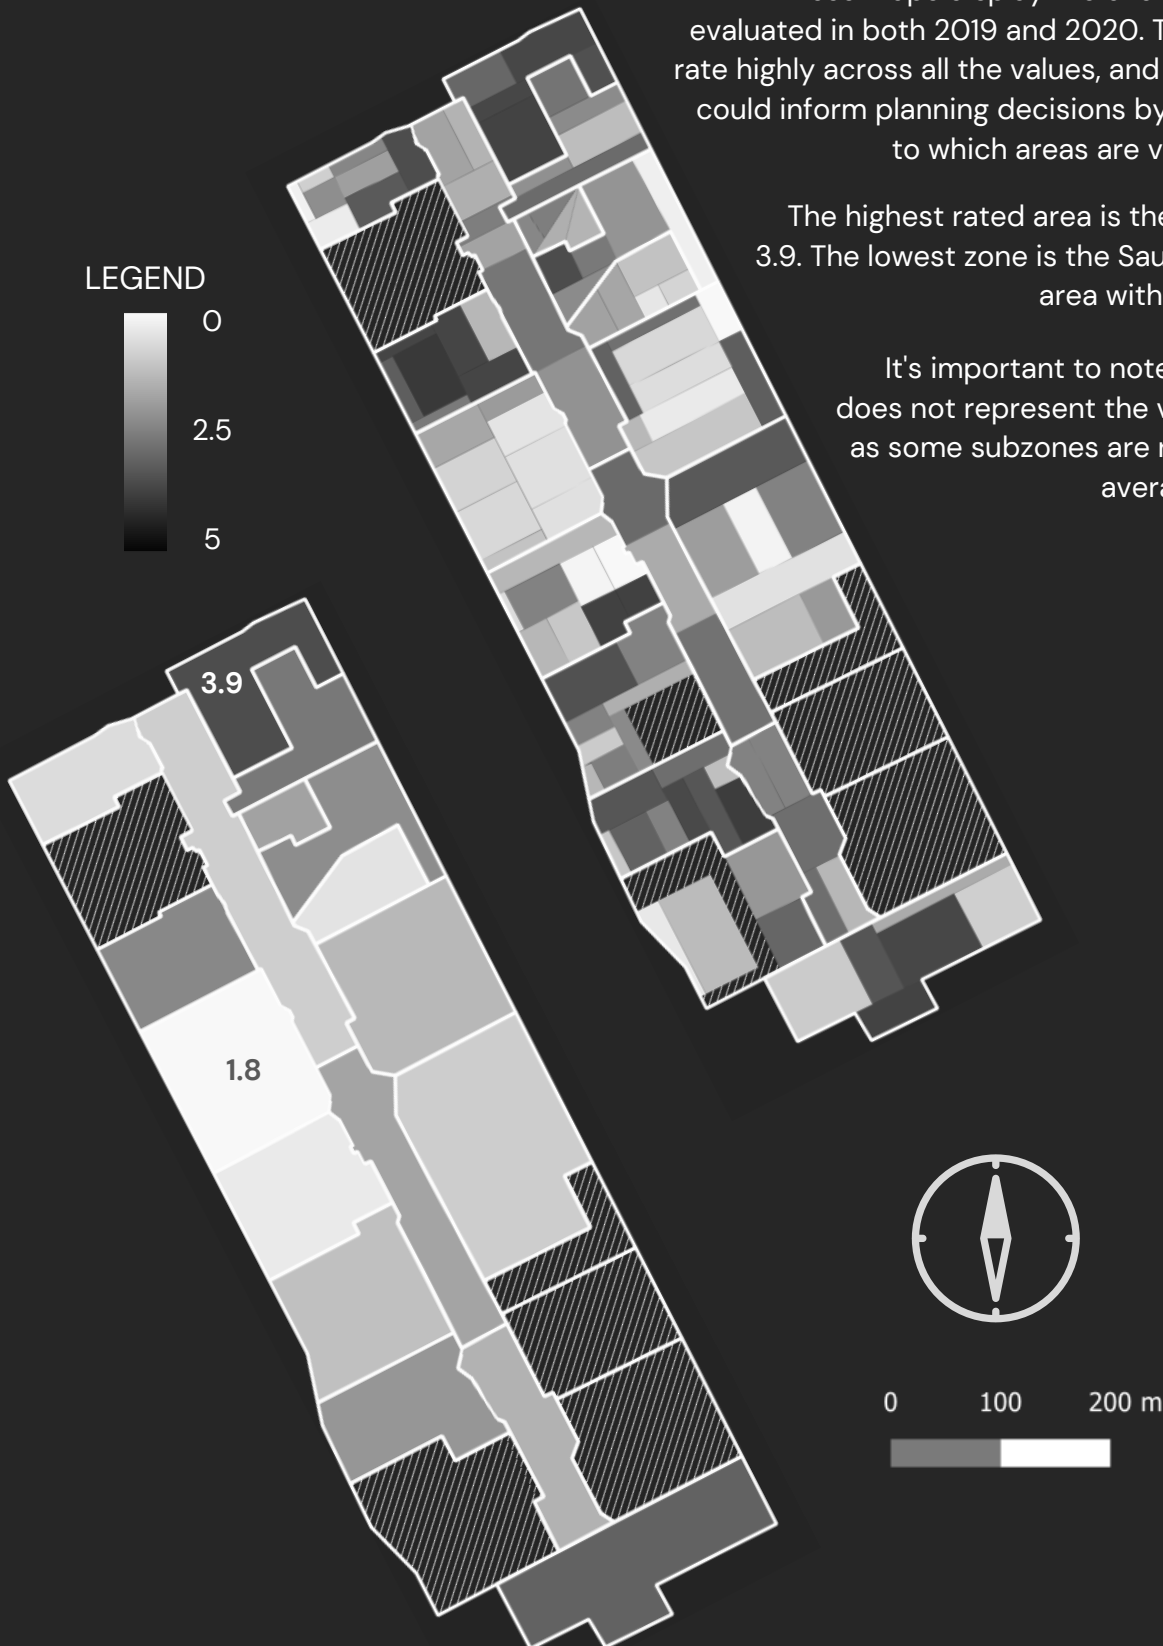 evaluated in both 2019 and 2020.
rate highly across all the values, and
could inform planning decisions by
to which areas are
The highest rated area is the
3.9. The lowest zone is the
area with
It's important to note
does not represent the
as some subzones are
LEGEND
0
2.5
5
3.9
1.8
0 100 200 m